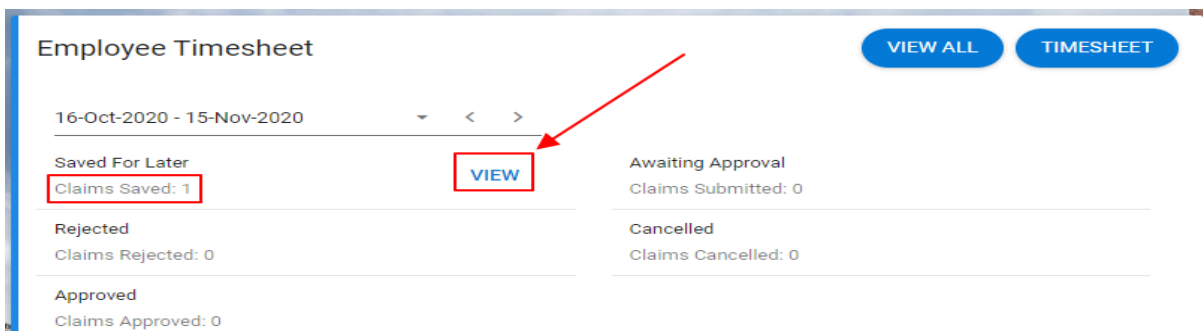 Employee Timesheet
VIEW ALL
TIMESHEET
16-Oct-2020 - 15-Nov-2020
< >
Saved For Later
Claims Saved: 1
VIEW
Awaiting Approval
Claims Submitted: 0
Rejected
Claims Rejected: 0
Cancelled
Claims Cancelled: 0
Approved
Claims Approved: 0